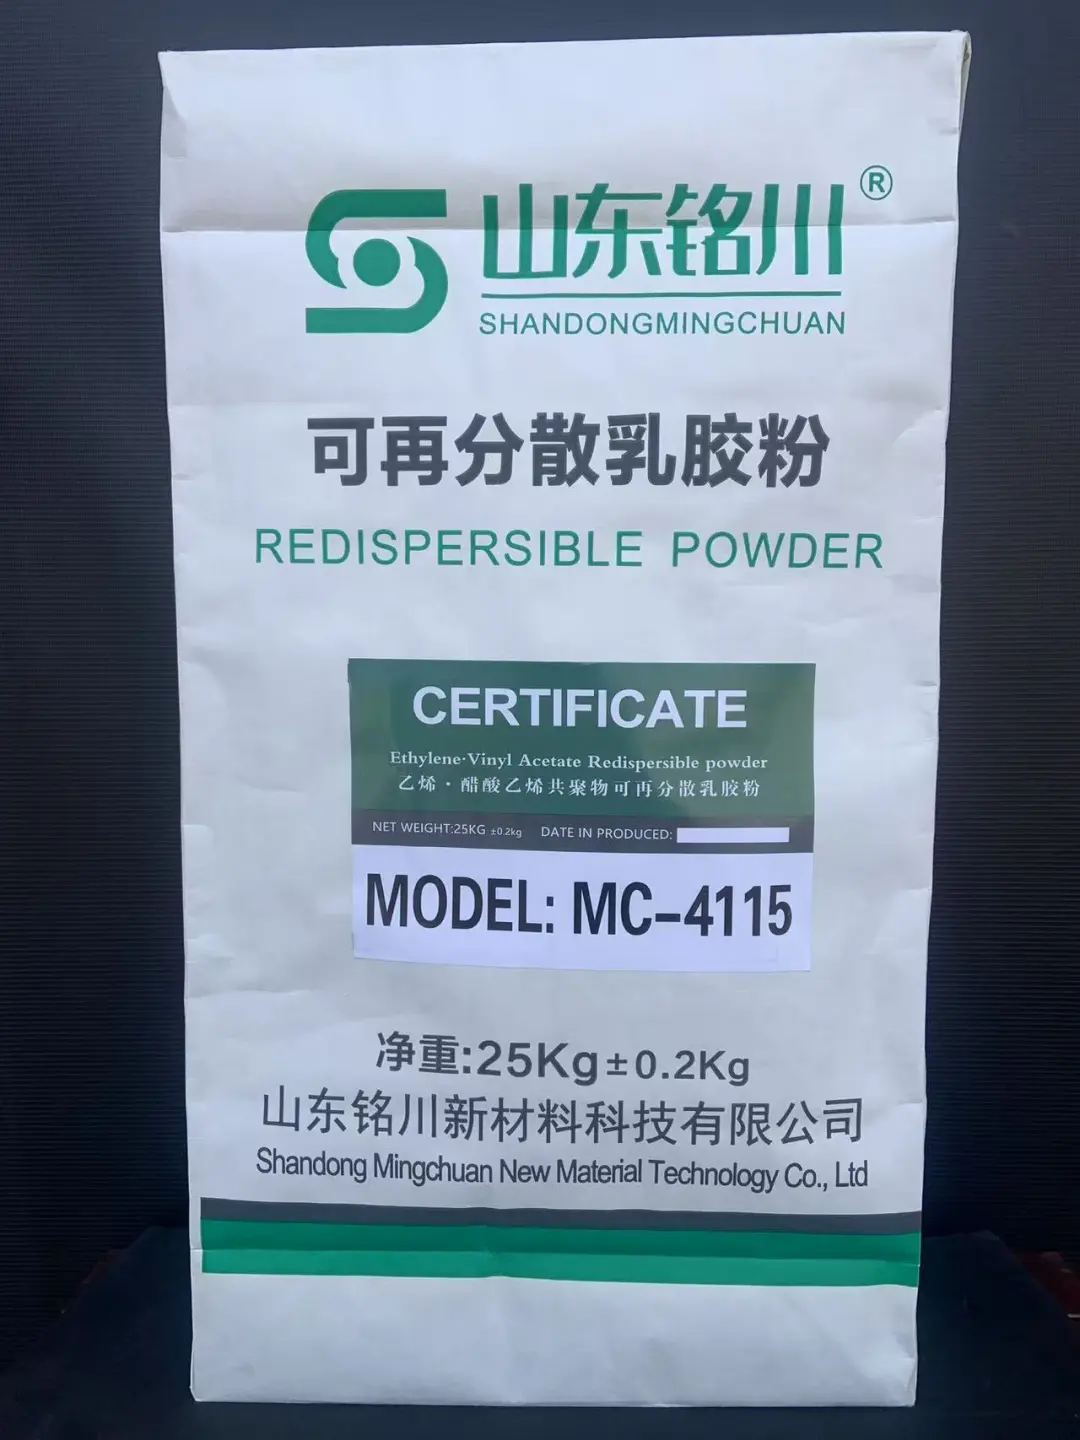 山东铭川®
SHANDONGMINGCHUAN
可再分散乳胶粉
REDISPERSIBLE POWDER
CERTIFICATE
Ethylene·Vinyl Acetate Redispersible powder
乙烯·醋酸乙烯共聚物可再分散乳胶粉
NET WEIGHT:25KG ±0.2kg DATE IN PRODUCED:
MODEL: MC-4115
净重:25Kg±0.2Kg
山东铭川新材料科技有限公司
Shandong Mingchuan New Material Technology Co., Ltd